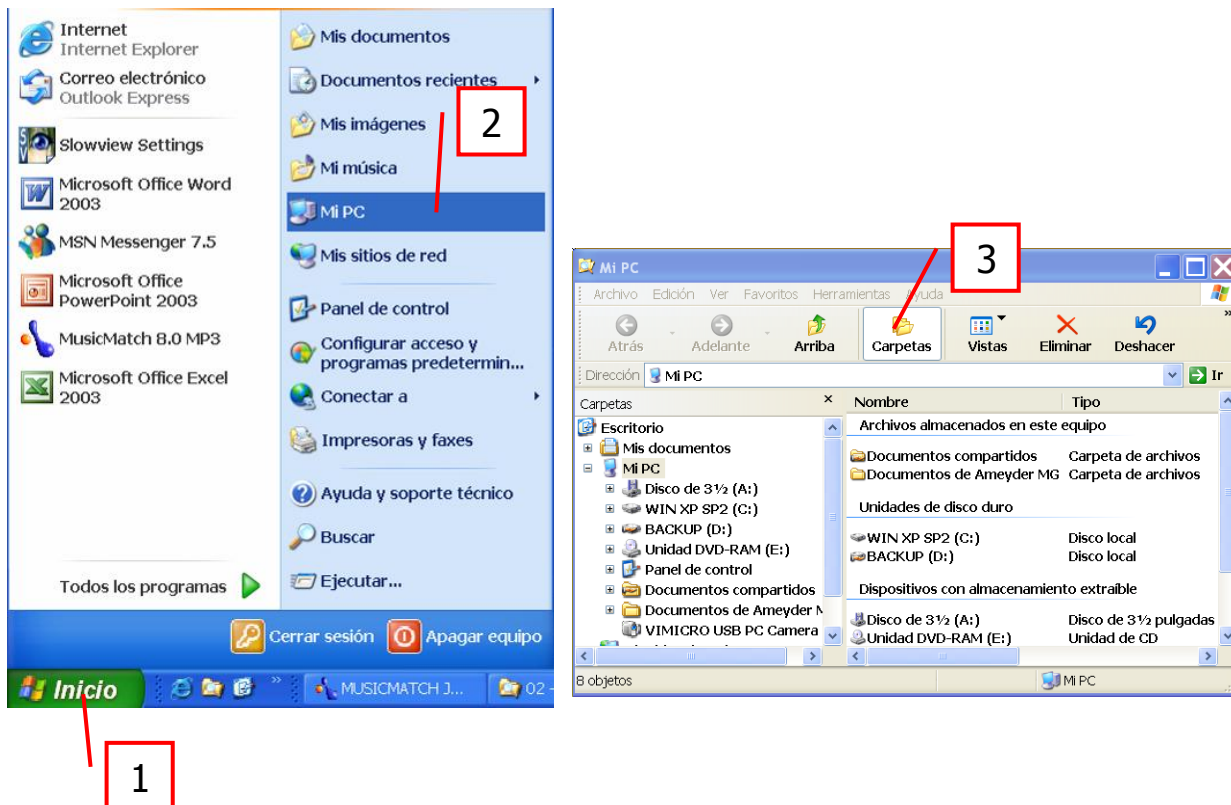 Internet
Internet Explorer
Correo electrónico
Outlook Express
Slowview Settings
Microsoft Office Word
2003
MSN Messenger 7.5
Microsoft Office
PowerPoint 2003
MusicMatch 8.0 MP3
Microsoft Office Excel
2003
Todos los programas
Mis documentos
Documentos recientes
Mis imágenes
2
Mi música
Mi PC
Mis sitios de red
Panel de control
Configurar acceso y
programas predetermin...
Conectar a
Impresoras y faxes
Ayuda y soporte técnico
Buscar
Ejecutar...
Cerrar sesión
Apagar equipo
Inicio
»
MUSICMATCH J...
02 -
1
3
Mi PC
Archivo Edición Ver Favoritos Herramientas Ayuda
Atrás Adelante Arriba Carpetas Vistas Eliminar Deshacer »
Dirección Mi PC Ir
Carpetas ×
Escritorio
Mis documentos
Mi PC
Disco de 3½ (A:)
WIN XP SP2 (C:)
BACKUP (D:)
Unidad DVD-RAM (E:)
Panel de control
Documentos compartidos
Documentos de Ameyder M
VIMICRO USB PC Camera
Nombre Tipo
Archivos almacenados en este equipo
Documentos compartidos Carpeta de archivos
Documentos de Ameyder MG Carpeta de archivos
Unidades de disco duro
WIN XP SP2 (C:) Disco local
BACKUP (D:) Disco local
Dispositivos con almacenamiento extraíble
Disco de 3½ (A:) Disco de 3½ pulgadas
Unidad DVD-RAM (E:) Unidad de CD
8 objetos
Mi PC